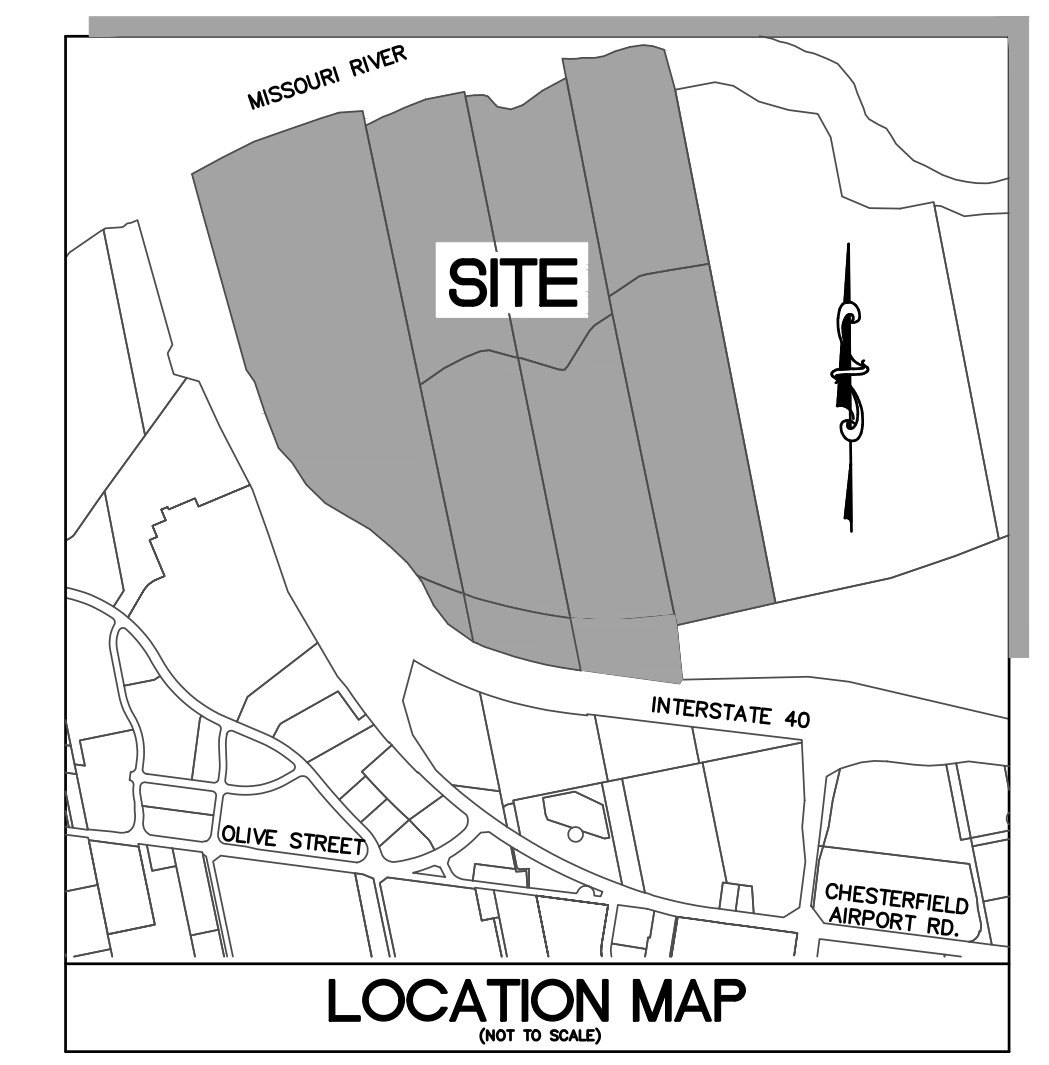 MISSOURI RIVER
SITE
INTERSTATE 40
OLIVE STREET
CHESTERFIELD
AIRPORT RD.
LOCATION MAP
(NOT TO SCALE)